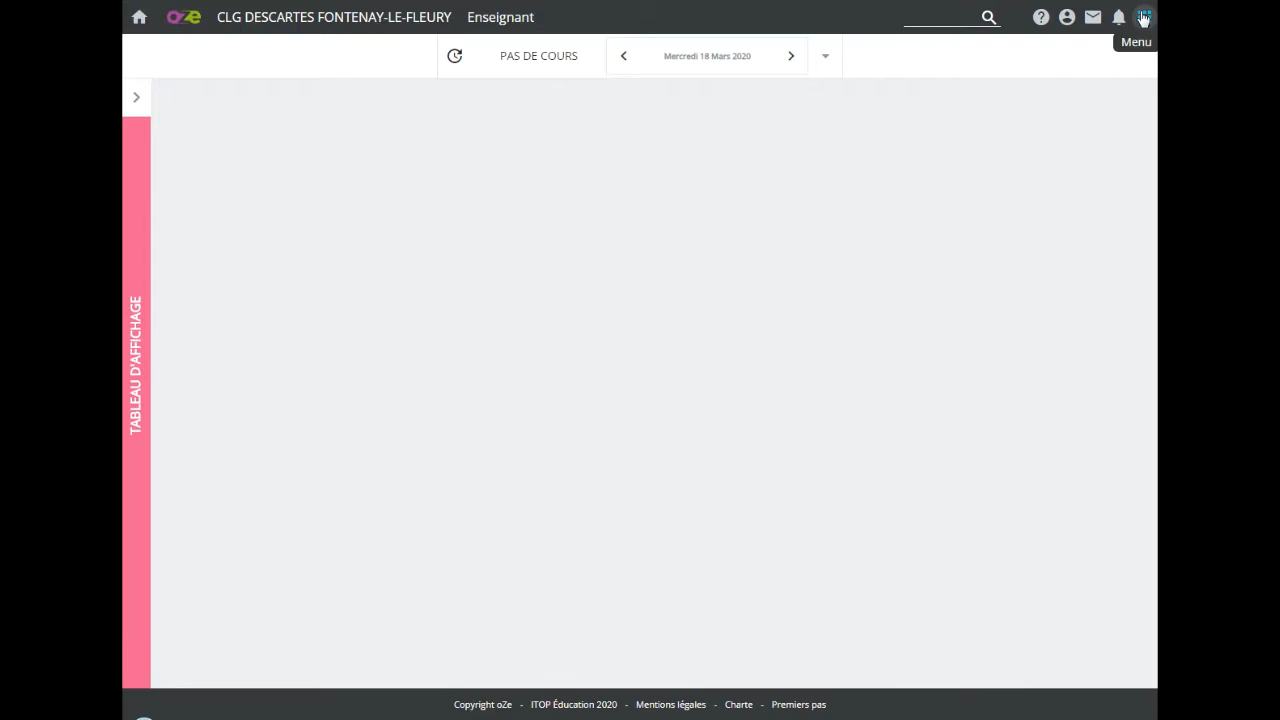 oZe CLG DESCARTES FONTENAY-LE-FLEURY Enseignant
Menu
PAS DE COURS Mercredi 18 Mars 2020
TABLEAU D'AFFICHAGE
Copyright oZe - ITOP Éducation 2020 - Mentions légales - Charte - Premiers pas